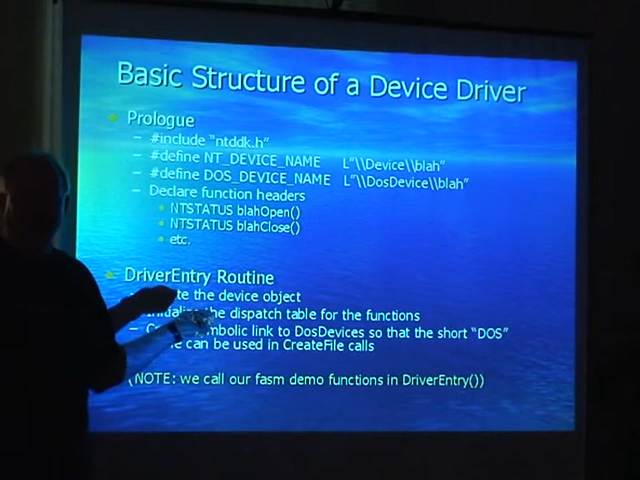 Basic Structure of a Device Driver
Prologue
– #include "ntddk.h"
– #define NT_DEVICE_NAME L"\\Device\\blah"
– #define DOS_DEVICE_NAME L"\\DosDevice\\blah"
– Declare function headers
• NTSTATUS blahOpen()
• NTSTATUS blahClose()
• etc.
DriverEntry Routine
te the device object
the dispatch table for the functions
mbolic link to DosDevices so that the short "DOS"
can be used in CreateFile calls
(NOTE: we call our fasm demo functions in DriverEntry())